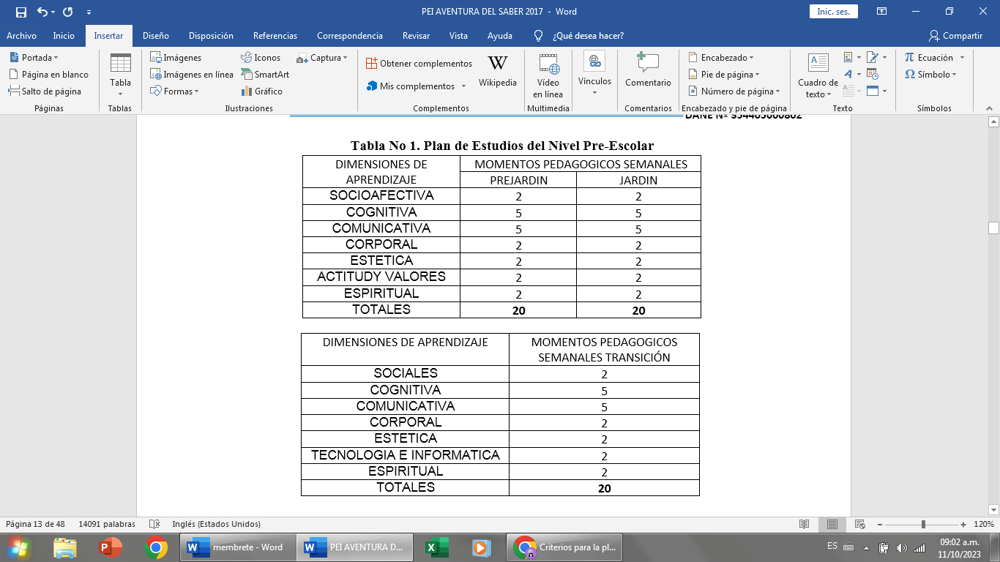 PEI AVENTURA DEL SABER 2017 - Word
Inic. ses.
Archivo Inicio Insertar Diseño Disposición Referencias Correspondencia Revisar Vista Ayuda ¿Qué desea hacer? Compartir
Portada
Página en blanco
Salto de página
Páginas
Tabla
Tablas
Imágenes
Imágenes en línea
Formas
Iconos
SmartArt
Gráfico
Captura
Ilustraciones
Obtener complementos
Mis complementos
W
Wikipedia
Complementos
Vídeo
en línea
Multimedia
Vínculos
Comentario
Comentarios
Encabezado
Pie de página
Número de página
Encabezado y pie de página
Cuadro de
texto
Texto
Ecuación
Símbolo
Símbolos
DANE Nº 954405000802
Tabla No 1. Plan de Estudios del Nivel Pre-Escolar
DIMENSIONES DE
APRENDIZAJE
MOMENTOS PEDAGOGICOS SEMANALES
PREJARDIN JARDIN
SOCIOAFECTIVA 2 2
COGNITIVA 5 5
COMUNICATIVA 5 5
CORPORAL 2 2
ESTETICA 2 2
ACTITUDY VALORES 2 2
ESPIRITUAL 2 2
TOTALES 20 20
DIMENSIONES DE APRENDIZAJE
MOMENTOS PEDAGOGICOS
SEMANALES TRANSICIÓN
SOCIALES 2
COGNITIVA 5
COMUNICATIVA 5
CORPORAL 2
ESTETICA 2
TECNOLOGIA E INFORMATICA 2
ESPIRITUAL 2
TOTALES 20
Página 13 de 48 14091 palabras Inglés (Estados Unidos) 120%
membrete - Word
PEI AVENTURA D...
Criterios para la pl...
ES
09:02 a.m.
11/10/2023